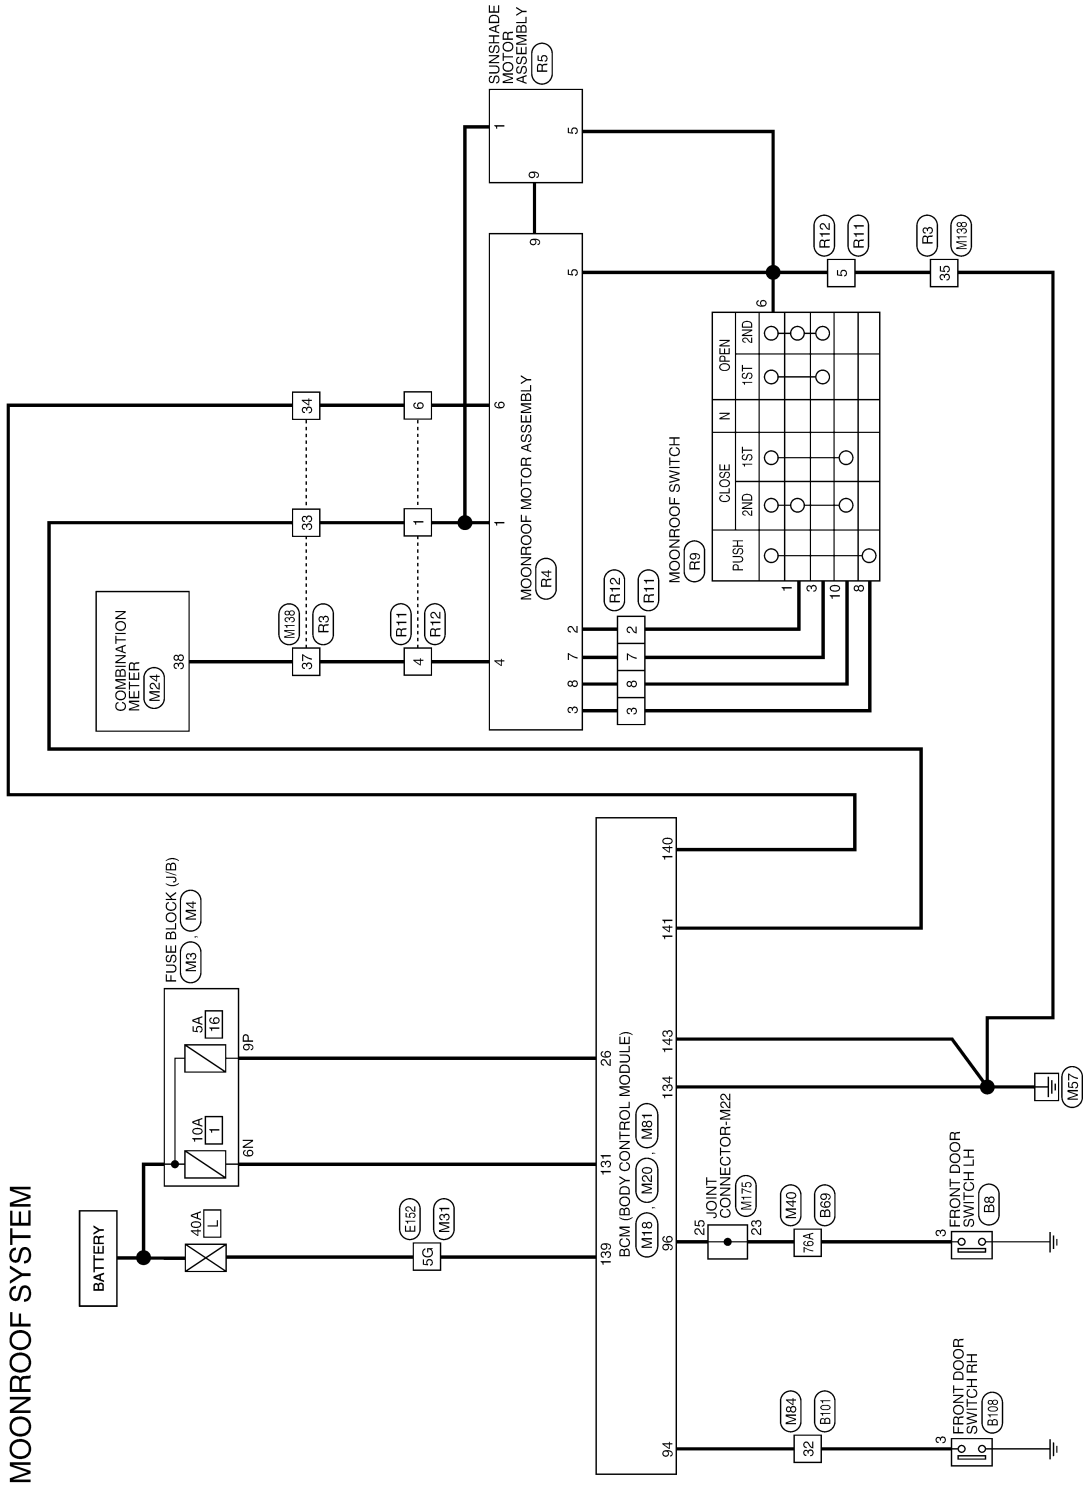 MOONROOF SYSTEM
BATTERY
40A
L
FUSE BLOCK (J/B)
M3 , M4
10A
1
5A
16
6N
9P
E152
M31
5G
139
131
26
BCM (BODY CONTROL MODULE)
M18 , M20 , M81
94
96
134
143
141
140
M84
B101
32
3
FRONT DOOR
SWITCH RH
B108
25
JOINT
CONNECTOR-M22
M175
23
M40
B69
76A
3
FRONT DOOR
SWITCH LH
B8
M57
COMBINATION
METER
M24
38
M138
R3
37
33
34
R11
R12
4
1
6
4
1
6
MOONROOF MOTOR ASSEMBLY
R4
9
3
8
7
2
5
SUNSHADE
MOTOR
ASSEMBLY
R5
1
9
5
R12
R11
3
8
7
2
MOONROOF SWITCH
R9
PUSH
CLOSE
N
OPEN
2ND
1ST
1ST
2ND
6
1
3
10
8
R12
R11
5
R3
M138
35